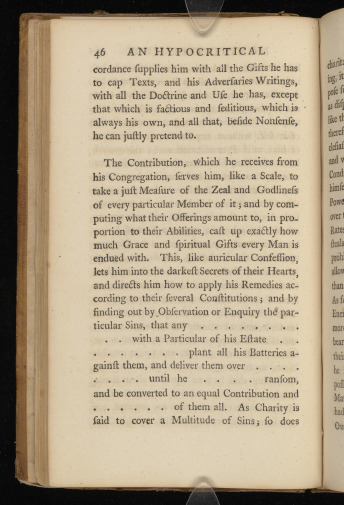 46 AN HYPOCRITICAL
cordance ſupplies him with all the Gifts he has
to cap Texts, and his Adverſaries Writings,
with all the Doctrine and Uſe he has, except
that which is factious and ſeditious, which is
always his own, and all that, beſide Nonſenſe,
he can juſtly pretend to.
The Contribution, which he receives from
his Congregation, ſerves him, like a Scale, to
take a juſt Meaſure of the Zeal and Godlineſs
of every particular Member of it; and by com-
puting what their Offerings amount to, in pro-
portion to their Abilities, caſt up exactly how
much Grace and ſpiritual Gifts every Man is
endued with. This, like auricular Confeſſion,
lets him into the darkeſt Secrets of their Hearts,
and directs him how to apply his Remedies ac-
cording to their ſeveral Conſtitutions; and by
finding out by Obſervation or Enquiry the par-
ticular Sins, that any . . . . . . . .
. . with a Particular of his Eſtate . .
. . . . . . . plant all his Batteries a-
gainſt them, and deliver them over . . . .
. . . . until he . . . . ranſom,
and be converted to an equal Contribution and
. . . . . . of them all. As Charity is
ſaid to cover a Multitude of Sins; ſo does